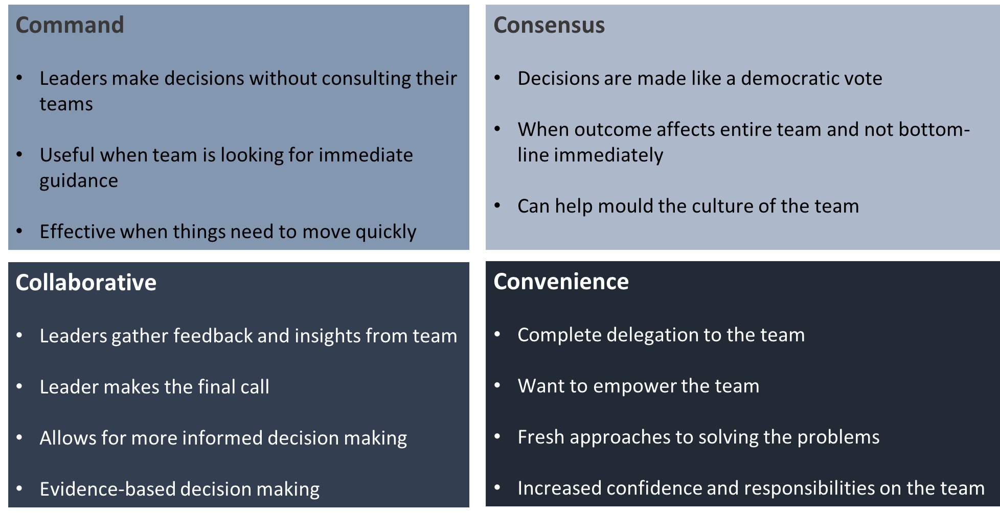 Command
• Leaders make decisions without consulting their
teams
• Useful when team is looking for immediate
guidance
• Effective when things need to move quickly
Consensus
• Decisions are made like a democratic vote
• When outcome affects entire team and not bottom-
line immediately
• Can help mould the culture of the team
Collaborative
• Leaders gather feedback and insights from team
• Leader makes the final call
• Allows for more informed decision making
• Evidence-based decision making
Convenience
• Complete delegation to the team
• Want to empower the team
• Fresh approaches to solving the problems
• Increased confidence and responsibilities on the team